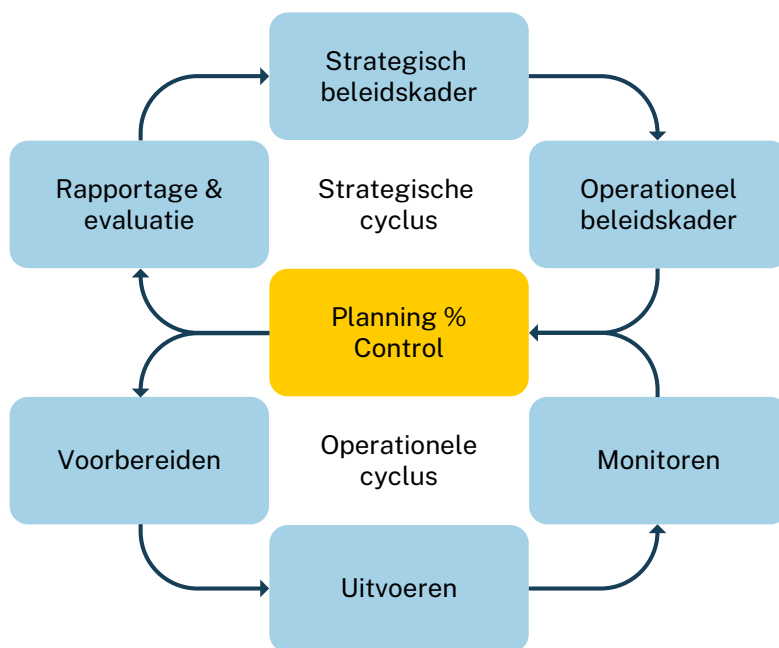 Strategisch
beleidskader
Rapportage &
evaluatie
Strategische
cyclus
Operationeel
beleidskader
Planning %
Control
Voorbereiden
Operationele
cyclus
Monitoren
Uitvoeren